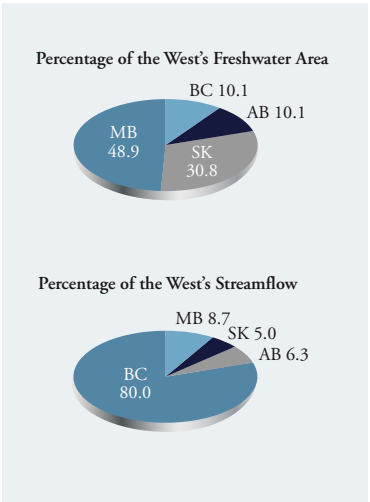 Percentage of the West's Freshwater Area
BC 10.1
AB 10.1
MB
48.9
SK
30.8
Percentage of the West's Streamflow
MB 8.7
SK 5.0
AB 6.3
BC
80.0